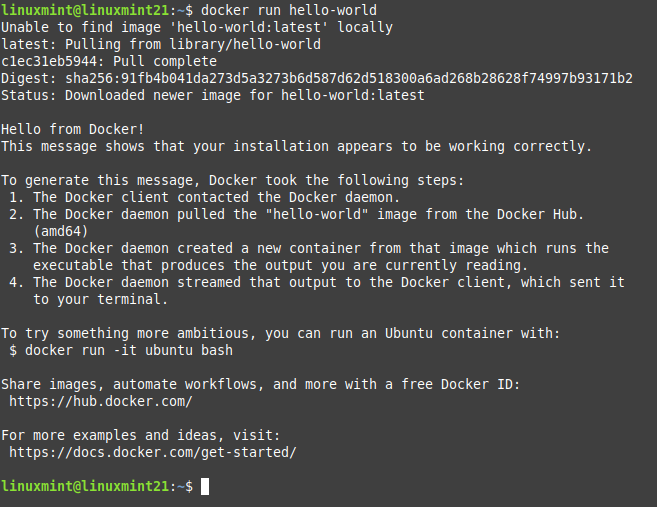 linuxmint@linuxmint21:~$ docker run hello-world
Unable to find image 'hello-world:latest' locally
latest: Pulling from library/hello-world
c1ec31eb5944: Pull complete
Digest: sha256:91fb4b041da273d5a3273b6d587d62d518300a6ad268b28628f74997b93171b2
Status: Downloaded newer image for hello-world:latest

Hello from Docker!
This message shows that your installation appears to be working correctly.

To generate this message, Docker took the following steps:
 1. The Docker client contacted the Docker daemon.
 2. The Docker daemon pulled the "hello-world" image from the Docker Hub.
    (amd64)
 3. The Docker daemon created a new container from that image which runs the
    executable that produces the output you are currently reading.
 4. The Docker daemon streamed that output to the Docker client, which sent it
    to your terminal.

To try something more ambitious, you can run an Ubuntu container with:
 $ docker run -it ubuntu bash

Share images, automate workflows, and more with a free Docker ID:
 https://hub.docker.com/

For more examples and ideas, visit:
 https://docs.docker.com/get-started/

linuxmint@linuxmint21:~$